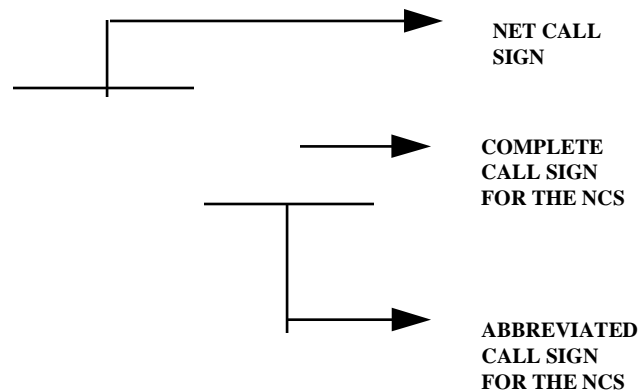 NET CALL
SIGN
COMPLETE
CALL SIGN
FOR THE NCS
ABBREVIATED
CALL SIGN
FOR THE NCS